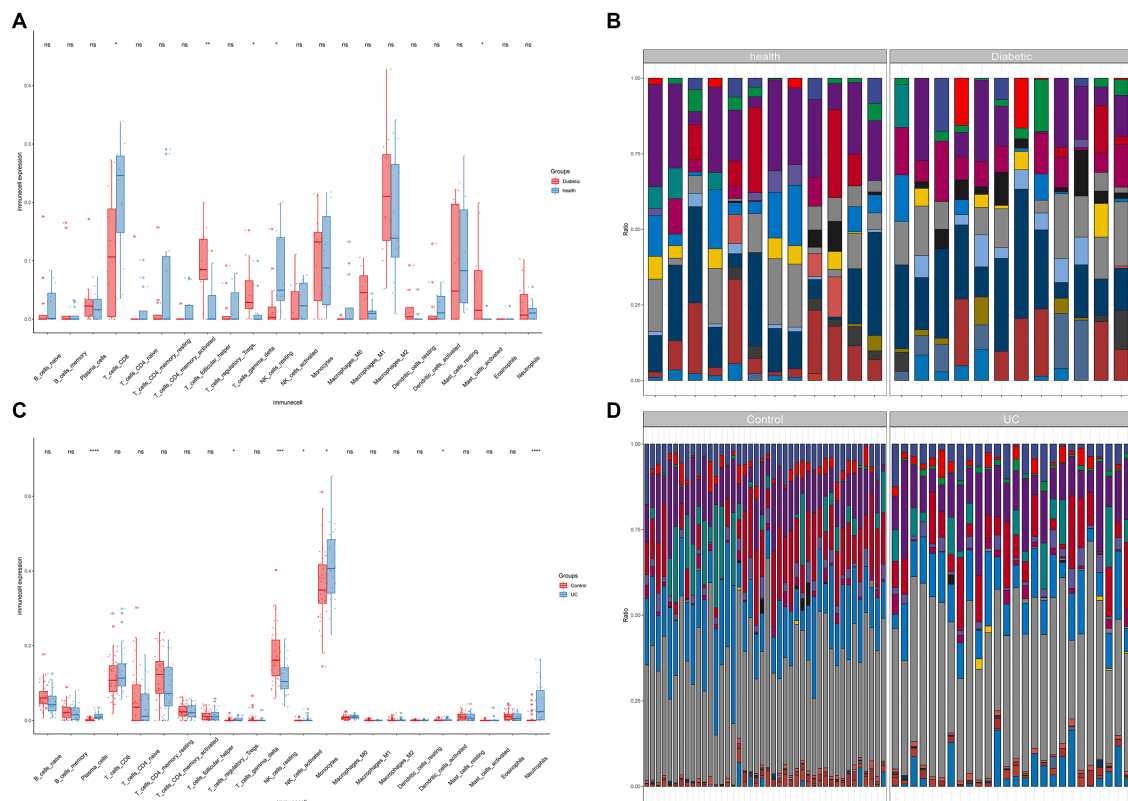 A
ns ns ns * ns ns ns ** ns * * ns ns ns ns ns ns ns ns ns * ns ns
immunecell expression
0.4
0.3
0.2
0.1
0.0
Groups
Diabetic
health
B_cells_naive
B_cells_memory
Plasma_cells
T_cells_CD8
T_cells_CD4_naive
T_cells_CD4_memory_resting
T_cells_CD4_memory_activated
T_cells_follicular_helper
T_cells_regulatory_Tregs.
T_cells_gamma_delta
NK_cells_resting
NK_cells_activated
Monocytes
Macrophages_M0
Macrophages_M1
Macrophages_M2
Dendritic_cells_resting
Dendritic_cells_activated
Mast_cells_resting
Mast_cells_activated
Eosinophils
Neutrophils
immunecell
B
health
Diabetic
Ratio
1.00
0.75
0.50
0.25
0.00
C
ns ns **** ns ns ns ns ns * ns *** * * ns ns ns ns * ns ns ns ****
immunecell expression
0.6
0.4
0.2
0.0
Groups
Control
UC
B_cells_naive
B_cells_memory
Plasma_cells
T_cells_CD8
T_cells_CD4_naive
T_cells_CD4_memory_resting
T_cells_CD4_memory_activated
T_cells_follicular_helper
T_cells_regulatory_Tregs.
T_cells_gamma_delta
NK_cells_resting
NK_cells_activated
Monocytes
Macrophages_M0
Macrophages_M1
Macrophages_M2
Dendritic_cells_resting
Dendritic_cells_activated
Mast_cells_resting
Mast_cells_activated
Eosinophils
Neutrophils
D
Control
UC
Ratio
1.00
0.75
0.50
0.25
0.00